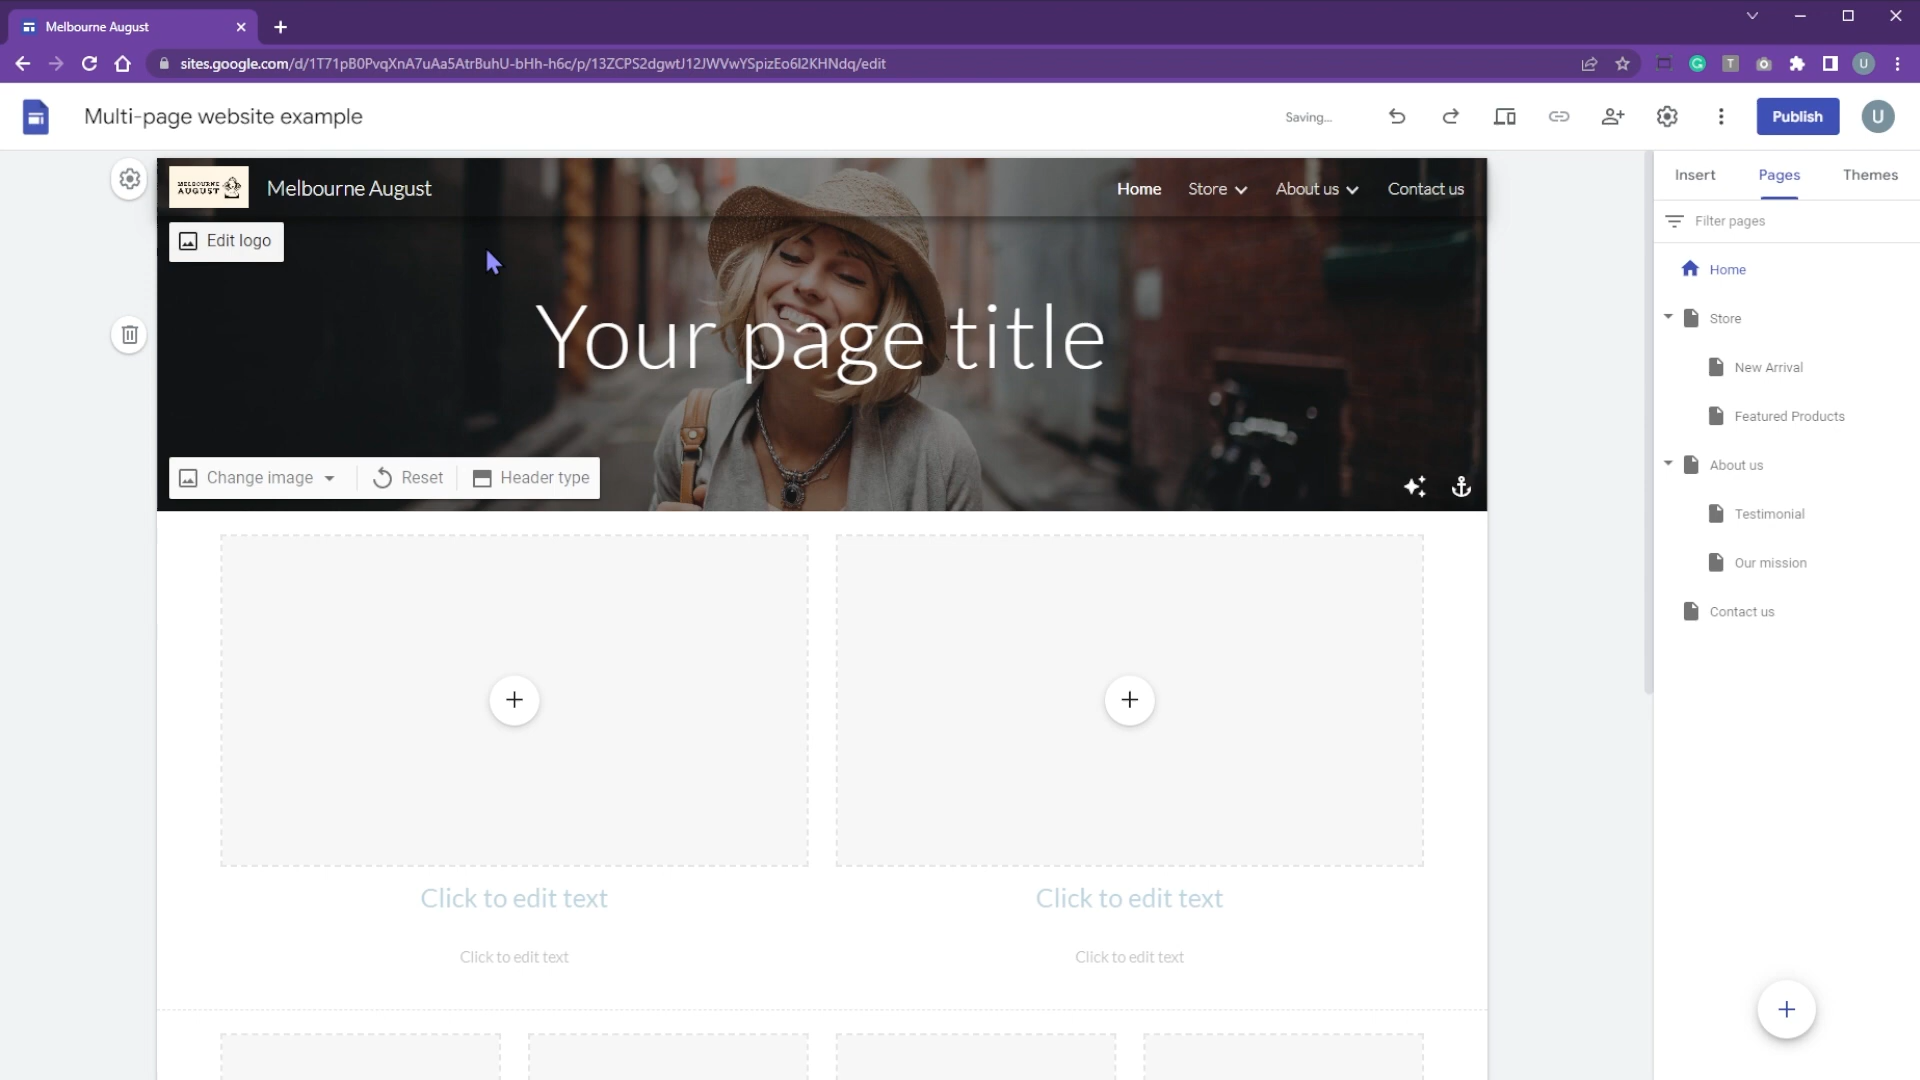 Melbourne August
sites.google.com/d/1T71pB0PvqXnA7uAa5AtrBuhU-bHh-h6c/p/13ZCPS2dgwtJ12JWVwYSpizEo6I2KHNdq/edit
T
U
Multi-page website example
Saving...
Publish
U
MELBOURNE
AUGUST
Melbourne August
Home
Store
About us
Contact us
Edit logo
Your page title
Change image
Reset
Header type
Click to edit text
Click to edit text
Click to edit text
Click to edit text
Insert
Pages
Themes
Filter pages
Home
Store
New Arrival
Featured Products
About us
Testimonial
Our mission
Contact us